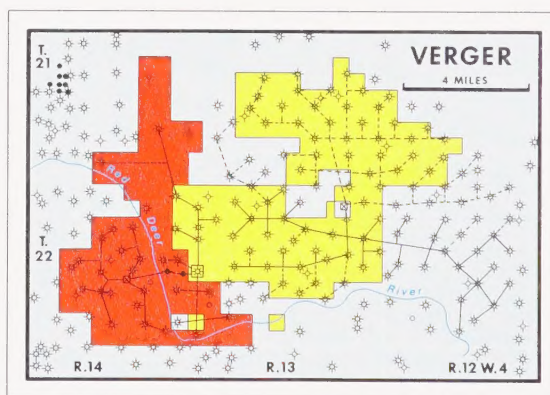 T.
21
VERGER
4 MILES
Red
Deer
T.
22
River
R.14
R.13
R.12 W.4